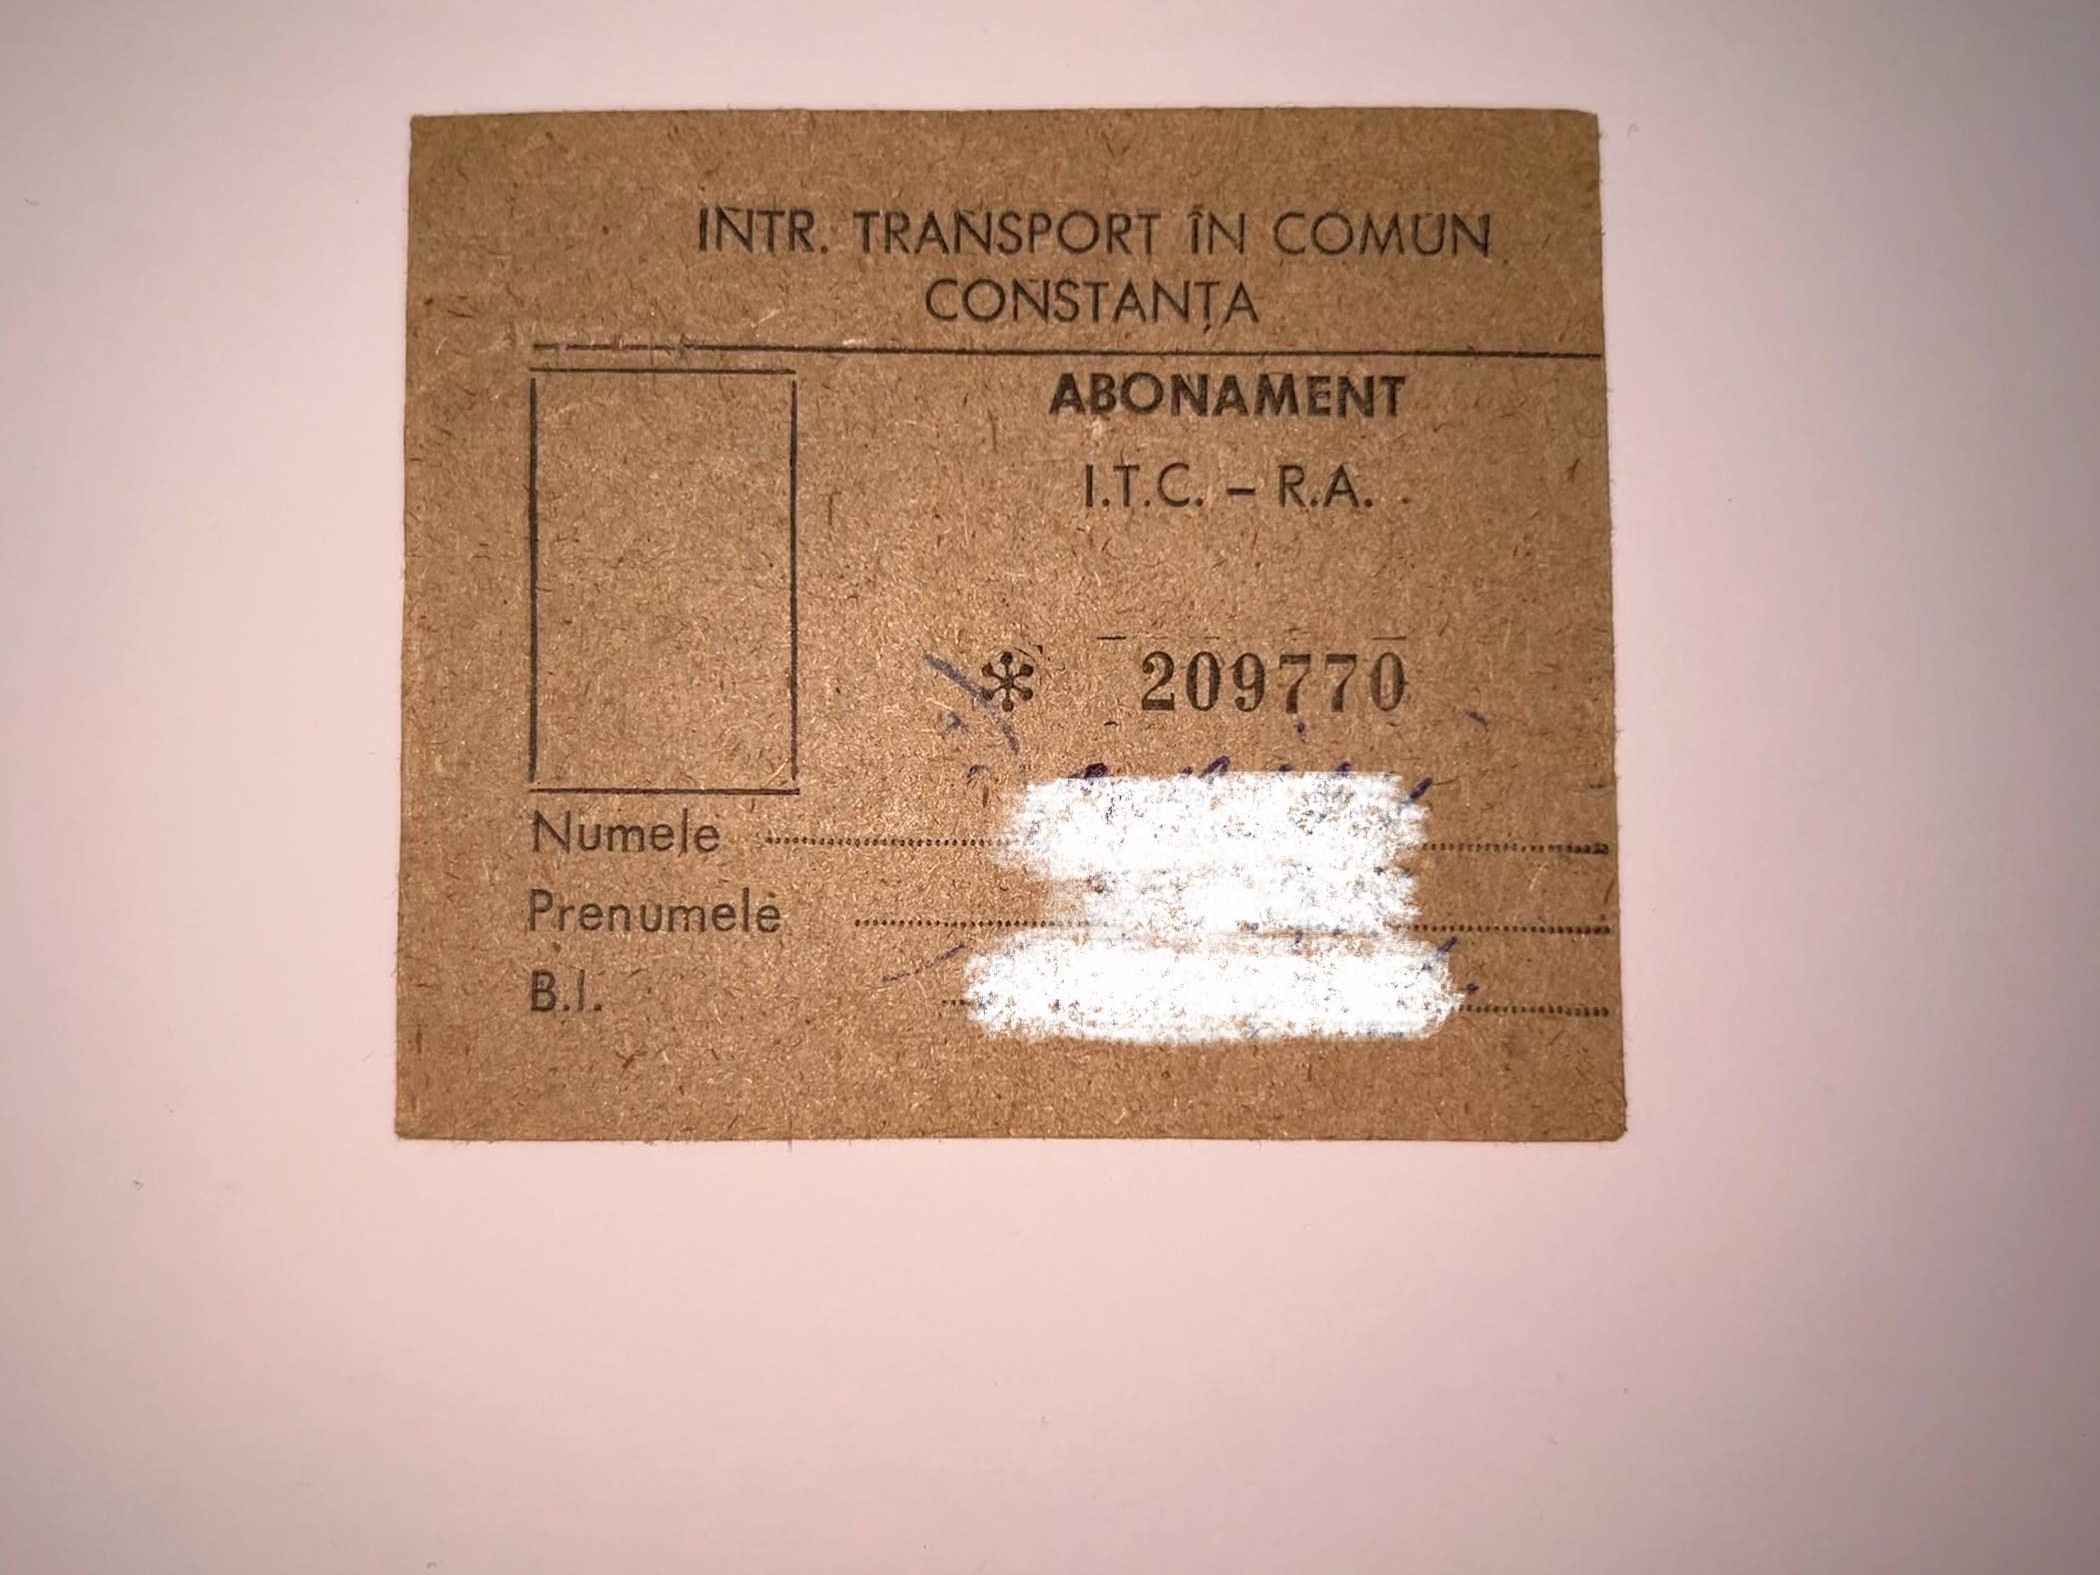 INTR. TRANSPORT ÎN COMUN
CONSTANȚA
ABONAMENT
I.T.C. – R.A.
* 209770
Numele
Prenumele
B.I.